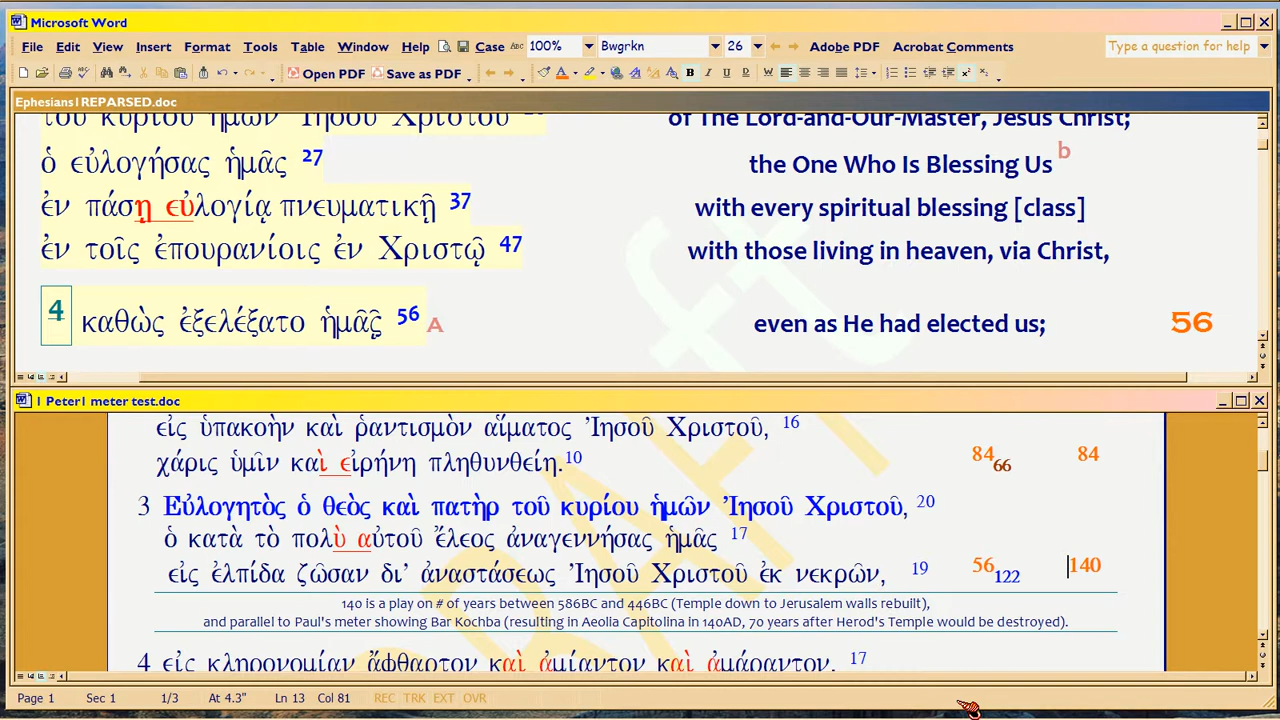 Microsoft Word
File Edit View Insert Format Tools Table Window Help Case 100% Bwgrkn 26 Adobe PDF Acrobat Comments Type a question for help
Open PDF Save as PDF B I U W
Ephesians1REPARSED.doc
τοῦ κυρίου ἡμῶν Ἰησοῦ Χριστοῦ of The Lord-and-Our-Master, Jesus Christ;
ὁ εὐλογήσας ἡμᾶς 27 the One Who Is Blessing Us b
ἐν πάσῃ εὐλογίᾳ πνευματικῇ 37 with every spiritual blessing [class]
ἐν τοῖς ἐπουρανίοις ἐν Χριστῷ 47 with those living in heaven, via Christ,
4 καθὼς ἐξελέξατο ἡμᾶς 56 A even as He had elected us; 56
1 Peter1 meter test.doc
εἰς ὑπακοὴν καὶ ῥαντισμὸν αἵματος Ἰησοῦ Χριστοῦ, 16
χάρις ὑμῖν καὶ εἰρήνη πληθυνθείη. 10 84 66 84
3 Εὐλογητὸς ὁ θεὸς καὶ πατὴρ τοῦ κυρίου ἡμῶν Ἰησοῦ Χριστοῦ, 20
ὁ κατὰ τὸ πολὺ αὐτοῦ ἔλεος ἀναγεννήσας ἡμᾶς 17
εἰς ἐλπίδα ζῶσαν δι’ ἀναστάσεως Ἰησοῦ Χριστοῦ ἐκ νεκρῶν, 19 56 122 140
140 is a play on # of years between 586BC and 446BC (Temple down to Jerusalem walls rebuilt),
and parallel to Paul's meter showing Bar Kochba (resulting in Aeolia Capitolina in 140AD, 70 years after Herod's Temple would be destroyed).
4 εἰς κληρονομίαν ἄφθαρτον καὶ ἀμίαντον καὶ ἀμάραντον, 17
Page 1 Sec 1 1/3 At 4.3" Ln 13 Col 81 REC TRK EXT OVR